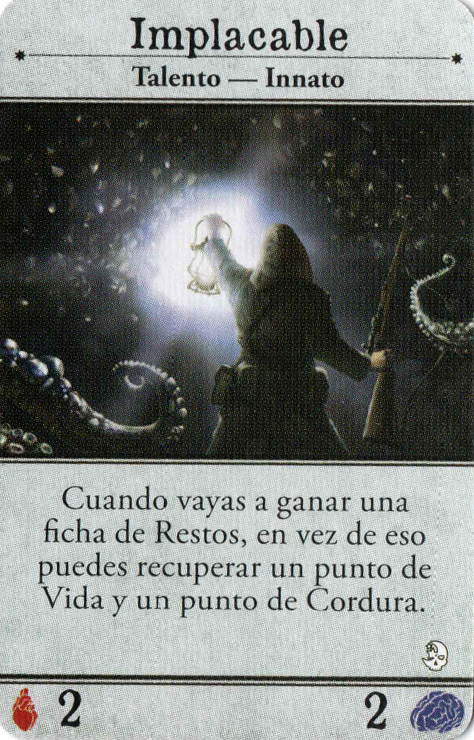 Implacable
Talento — Innato
Cuando vayas a ganar una
ficha de Restos, en vez de eso
puedes recuperar un punto de
Vida y un punto de Cordura.
2 2